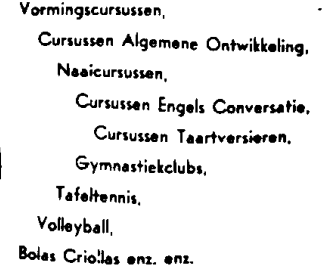 Vormingscursussen,
Cursussen Algemene Ontwikkeling,
Naaicursussen,
Cursussen Engels Conversatie,
Cursussen Taartversieren,
Gymnastiekclubs,
Tafeltennis,
Volleyball,
Bolas Criollas enz. enz.